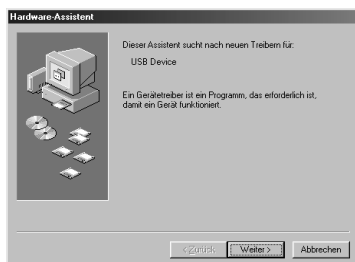 Hardware-Assistent
Dieser Assistent sucht nach neuen Treibern für:
USB Device
Ein Gerätetreiber ist ein Programm, das erforderlich ist,
damit ein Gerät funktioniert.
< Zurück Weiter > Abbrechen